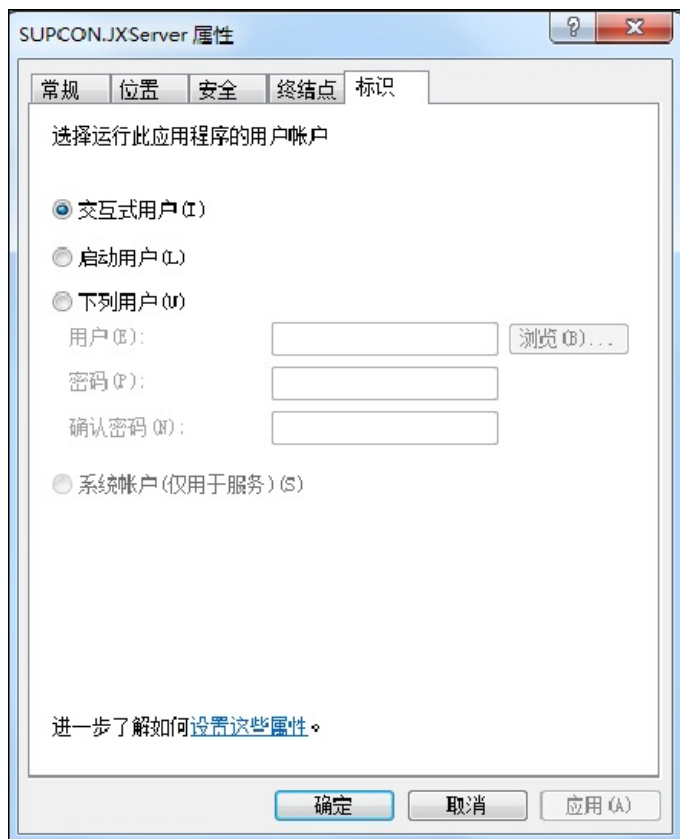 SUPCON.JXServer 属性
常规 位置 安全 终结点 标识
选择运行此应用程序的用户帐户
交互式用户(I)
启动用户(L)
下列用户(U)
用户(E): 浏览(B)...
密码(P):
确认密码(N):
系统帐户(仅用于服务)(S)
进一步了解如何设置这些属性。
确定 取消 应用(A)